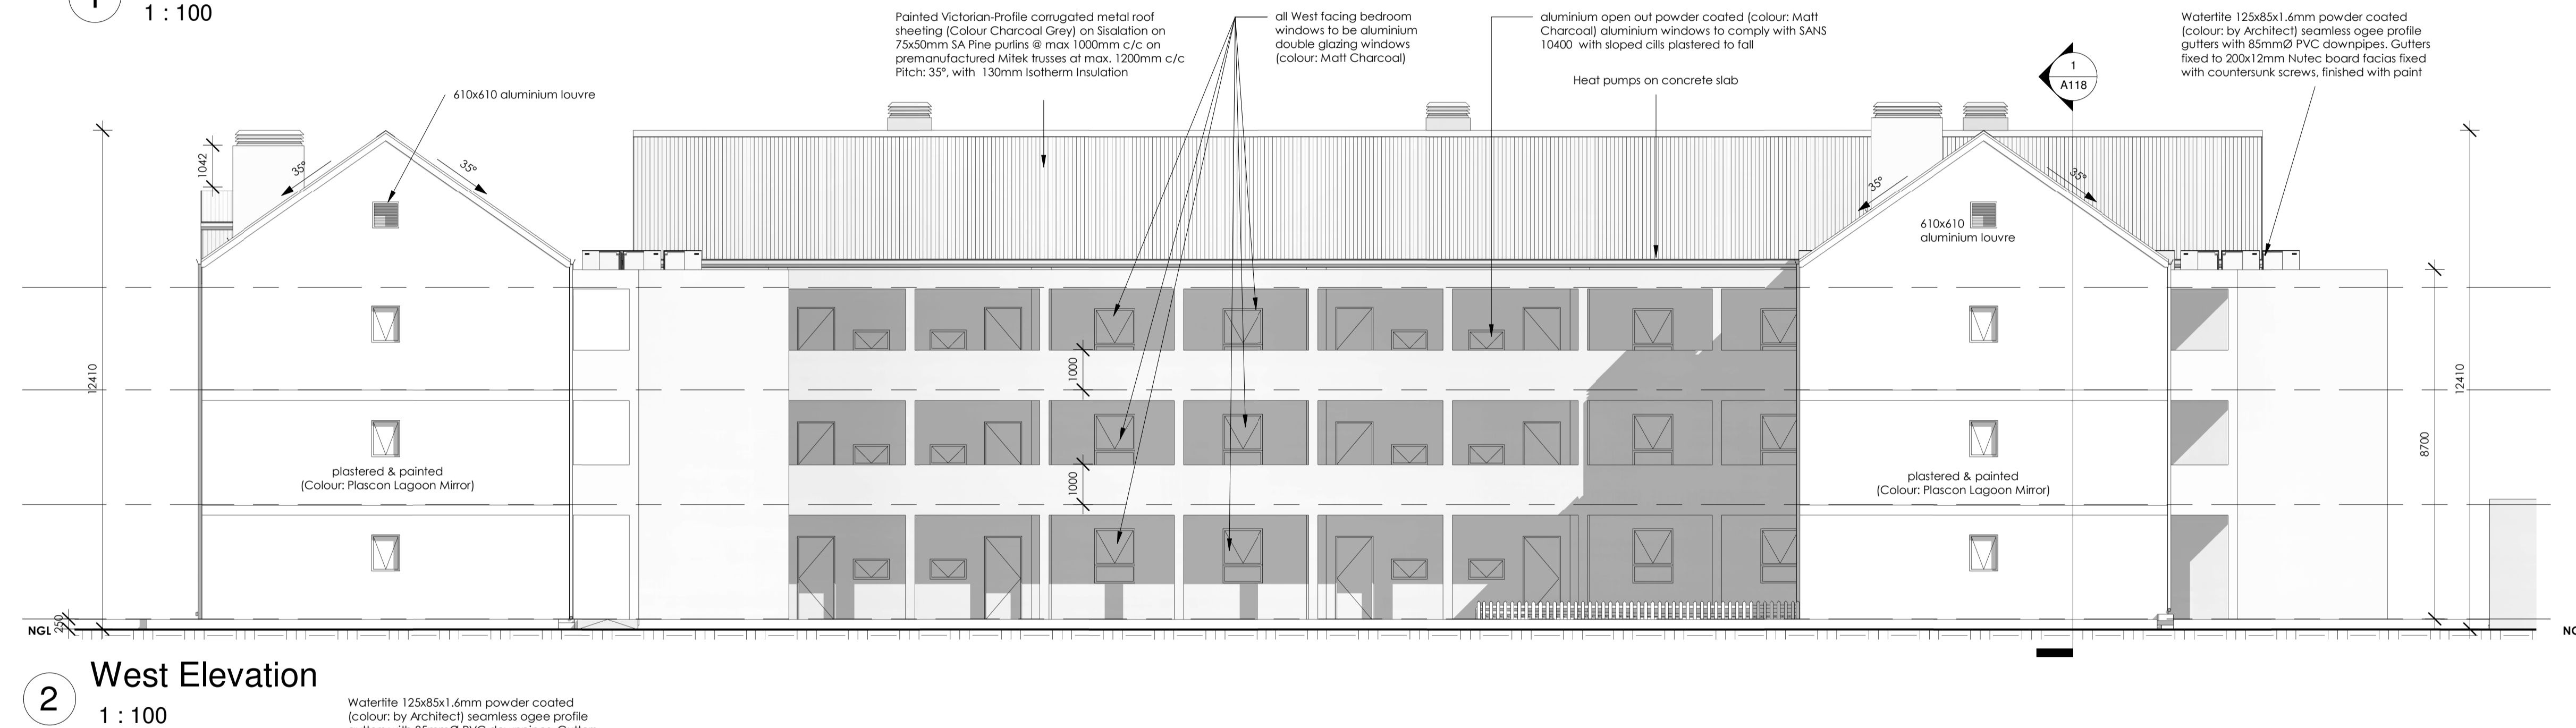 1
1 : 100
Painted Victorian-Profile corrugated metal roof
sheeting (Colour Charcoal Grey) on Sisalation on
75x50mm SA Pine purlins @ max 1000mm c/c on
premanufactured Mitek trusses at max. 1200mm c/c
Pitch: 35°, with 130mm Isotherm Insulation
all West facing bedroom
windows to be aluminium
double glazing windows
(colour: Matt Charcoal)
aluminium open out powder coated (colour: Matt
Charcoal) aluminium windows to comply with SANS
10400 with sloped cills plastered to fall
Heat pumps on concrete slab
Watertite 125x85x1.6mm powder coated
(colour: by Architect) seamless ogee profile
gutters with 85mmØ PVC downpipes. Gutters
fixed to 200x12mm Nutec board facias fixed
with countersunk screws, finished with paint
1
A118
610x610 aluminium louvre
1042
35°
35°
35°
35°
610x610
aluminium louvre
12410
1000
1000
12410
8700
plastered & painted
(Colour: Plascon Lagoon Mirror)
plastered & painted
(Colour: Plascon Lagoon Mirror)
NGL
250
NG
2
West Elevation
1 : 100
Watertite 125x85x1.6mm powder coated
(colour: by Architect) seamless ogee profile